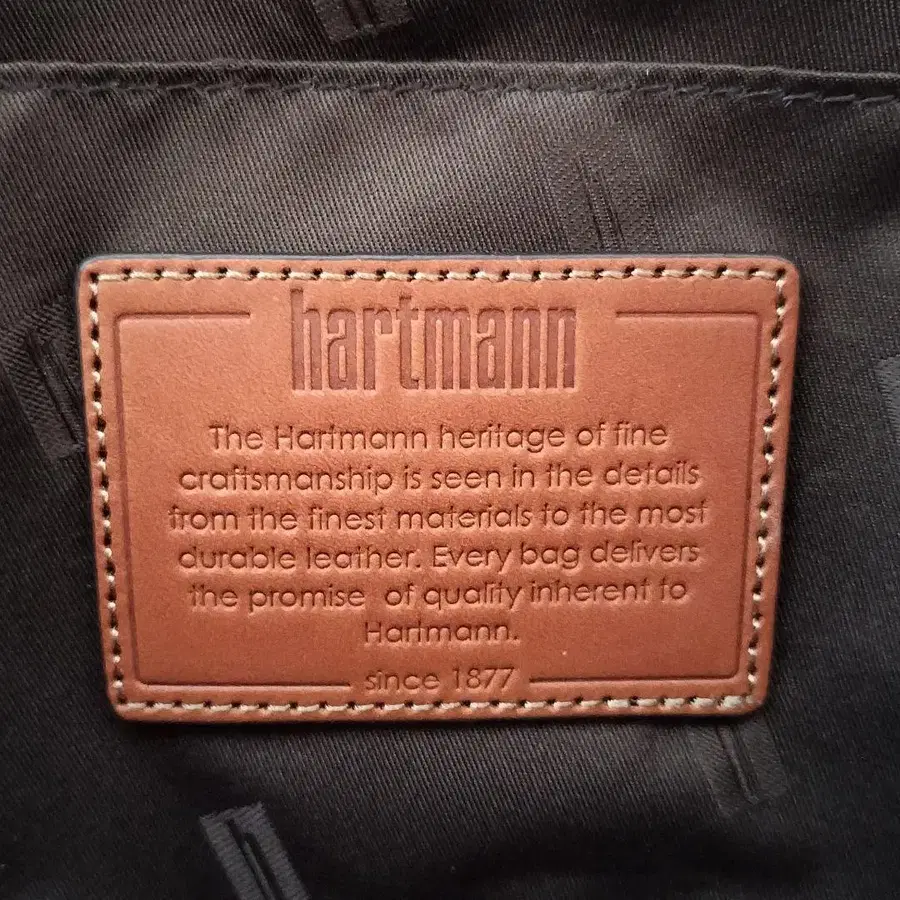 hartmann
The Hartmann heritage of fine
craftsmanship is seen in the details
from the finest materials to the most
durable leather. Every bag delivers
the promise of quality inherent to
Hartmann.
since 1877